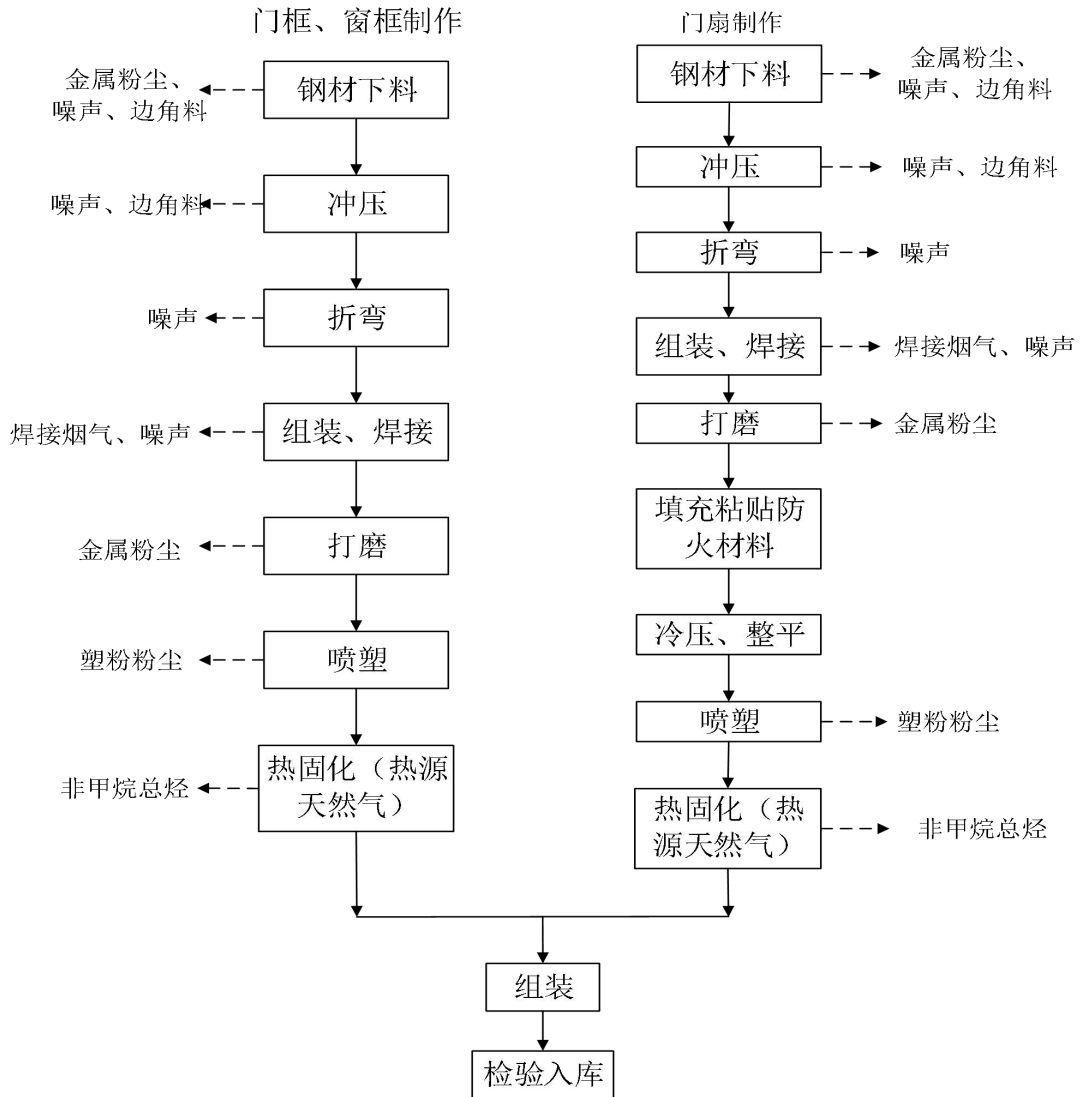 门框、窗框制作
金属粉尘、
噪声、边角料
钢材下料
噪声、边角料
冲压
噪声
折弯
焊接烟气、噪声
组装、焊接
金属粉尘
打磨
塑粉粉尘
喷塑
非甲烷总烃
热固化（热源
天然气）
门扇制作
钢材下料
金属粉尘、
噪声、边角料
冲压
噪声、边角料
折弯
噪声
组装、焊接
焊接烟气、噪声
打磨
金属粉尘
填充粘贴防
火材料
冷压、整平
喷塑
塑粉粉尘
热固化（热
源天然气）
非甲烷总烃
组装
检验入库